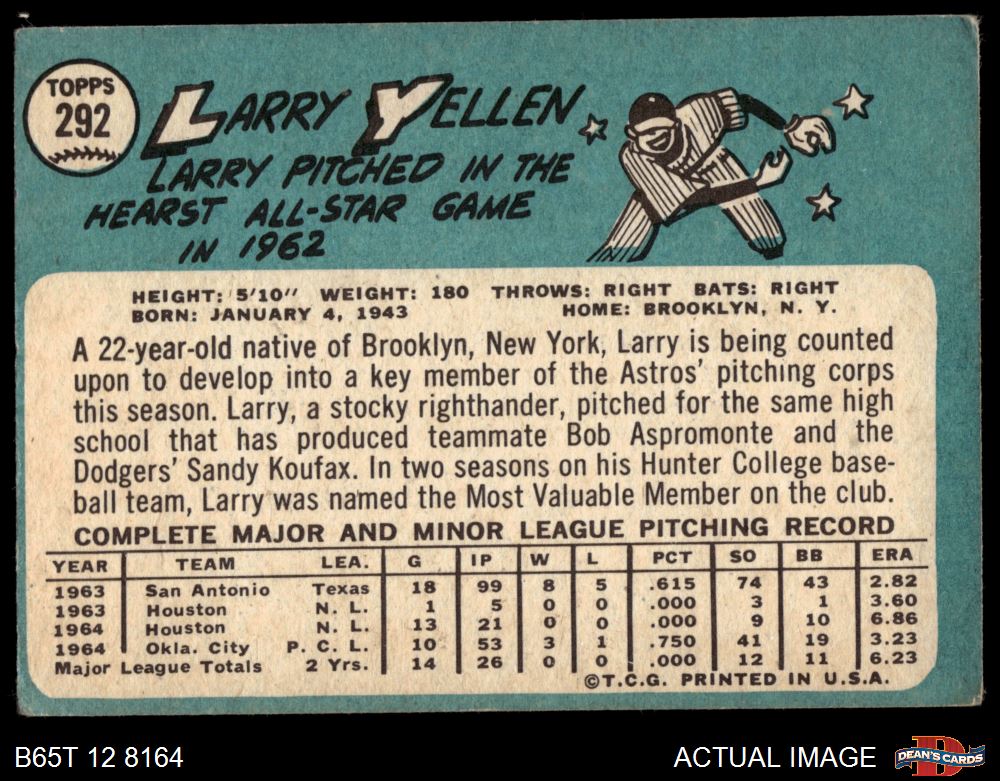 TOPPS
292
LARRY YELLEN
LARRY PITCHED IN THE
HEARST ALL-STAR GAME
IN 1962
HEIGHT: 5'10" WEIGHT: 180 THROWS: RIGHT BATS: RIGHT
BORN: JANUARY 4, 1943 HOME: BROOKLYN, N. Y.
A 22-year-old native of Brooklyn, New York, Larry is being counted
upon to develop into a key member of the Astros' pitching corps
this season. Larry, a stocky righthander, pitched for the same high
school that has produced teammate Bob Aspromonte and the
Dodgers' Sandy Koufax. In two seasons on his Hunter College base-
ball team, Larry was named the Most Valuable Member on the club.
COMPLETE MAJOR AND MINOR LEAGUE PITCHING RECORD
YEAR TEAM LEA. G IP W L PCT SO BB ERA
1963 San Antonio Texas 18 99 8 5 .615 74 43 2.82
1963 Houston N. L. 1 5 0 0 .000 3 1 3.60
1964 Houston N. L. 13 21 0 0 .000 9 10 6.86
1964 Okla. City P. C. L. 10 53 3 1 .750 41 19 3.23
Major League Totals 2 Yrs. 14 26 0 0 .000 12 11 6.23
©T.C.G. PRINTED IN U.S.A.
B65T 12 8164 ACTUAL IMAGE DEAN'S CARDS